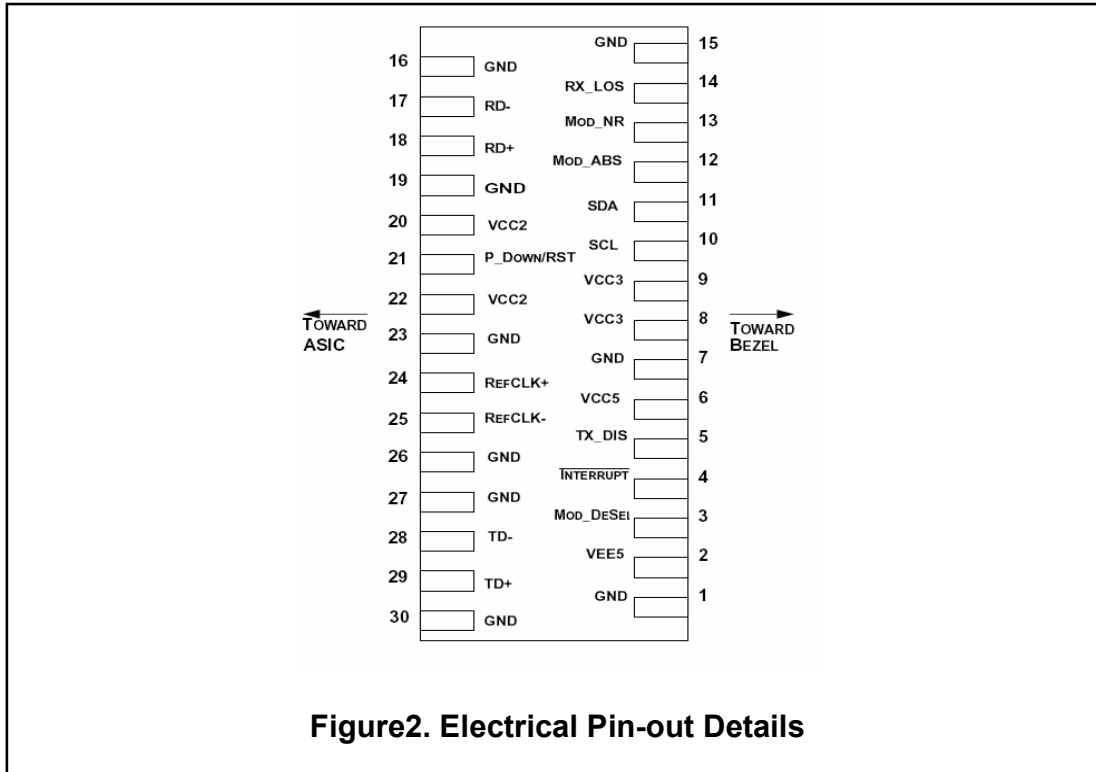 GND 15
16 GND
RX_LOS 14
17 RD-
MOD_NR 13
18 RD+
MOD_ABS 12
19 GND
SDA 11
20 VCC2
SCL 10
21 P_DOWN/RST
VCC3 9
22 VCC2
VCC3 8
TOWARD ASIC
TOWARD BEZEL
23 GND
GND 7
24 REFCLK+
VCC5 6
25 REFCLK-
TX_DIS 5
26 GND
INTERRUPT 4
27 GND
MOD_DESEL 3
28 TD-
VEE5 2
29 TD+
GND 1
30 GND
Figure2. Electrical Pin-out Details